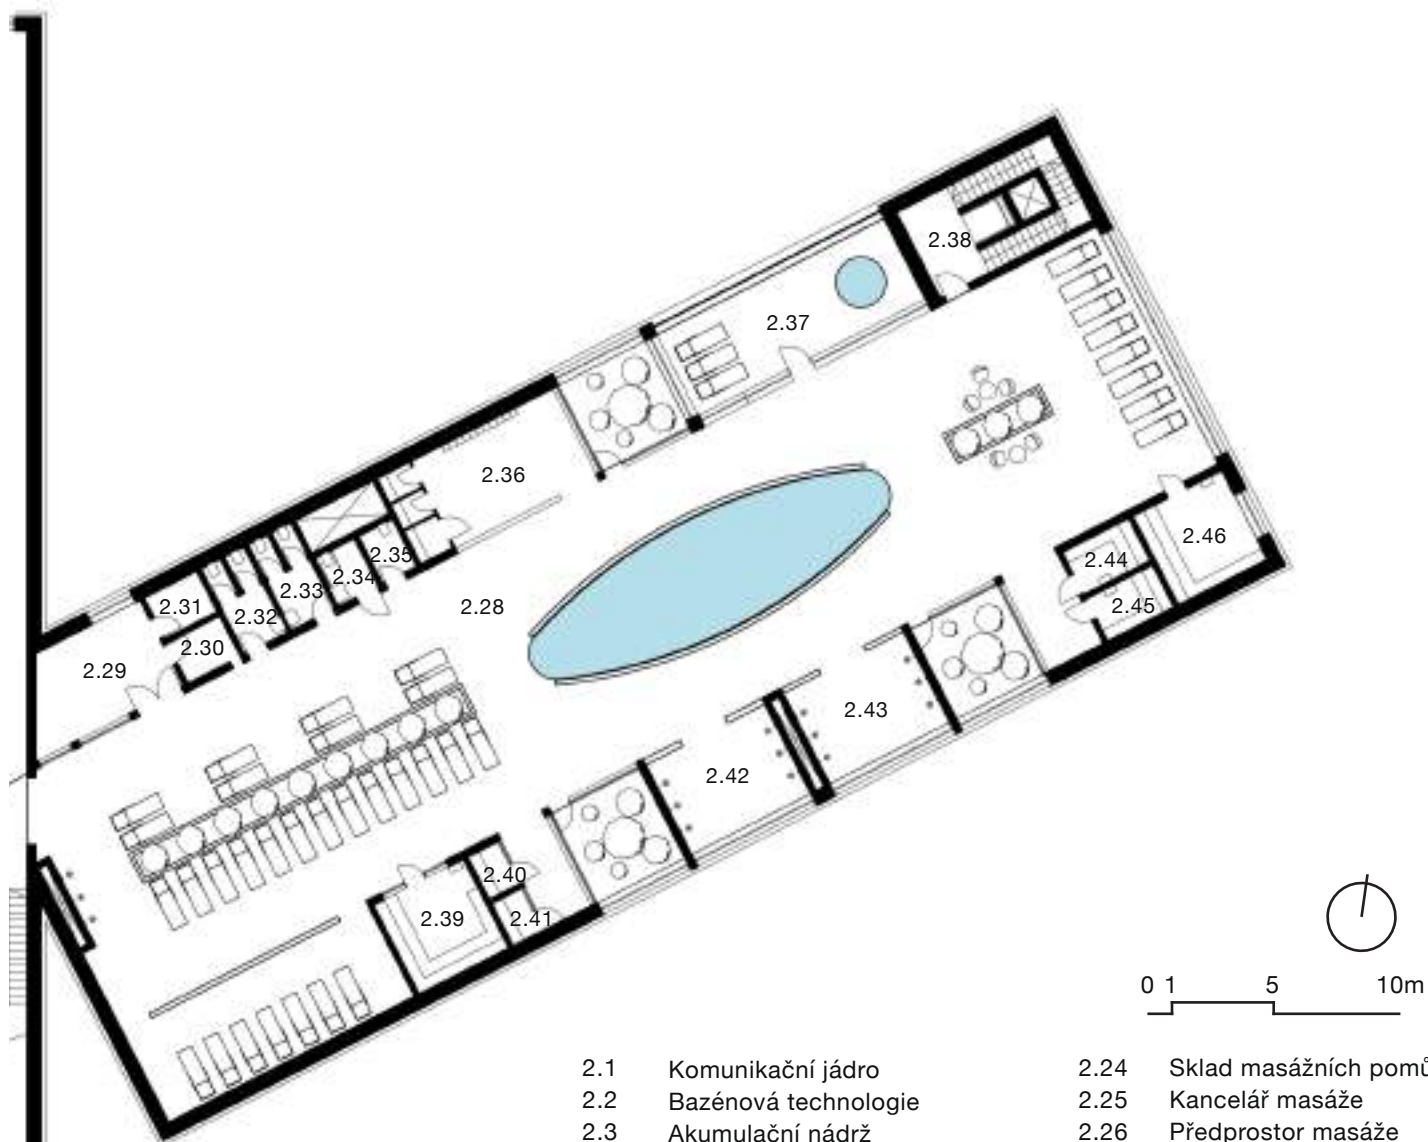 2.38
2.37
2.36
2.46
2.35
2.44
2.34
2.33
2.31
2.28
2.45
2.32
2.30
2.29
2.43
2.42
2.40
2.39
2.41
0 1 5 10m
2.1 Komunikační jádro
2.2 Bazénová technologie
2.3 Akumulační nádrž
2.24 Sklad masážních pomů
2.25 Kancelář masáže
2.26 Předprostor masáže